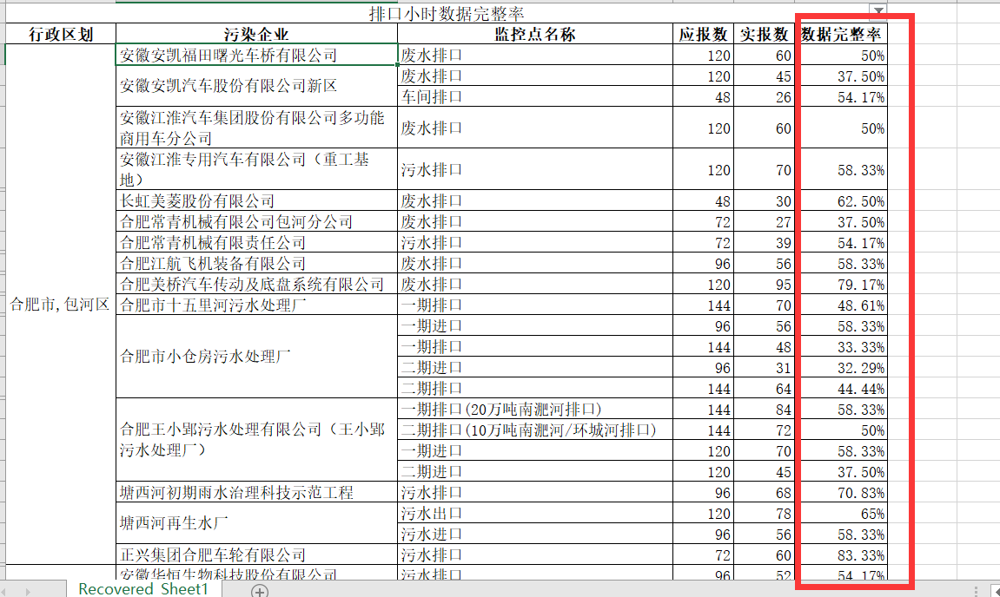 排口小时数据完整率
行政区划 污染企业 监控点名称 应报数 实报数 数据完整率
安徽安凯福田曙光车桥有限公司 废水排口 120 60 50%
安徽安凯汽车股份有限公司新区 废水排口 120 45 37.50%
车间排口 48 26 54.17%
安徽江淮汽车集团股份有限公司多功能
商用车分公司 废水排口 120 60 50%
安徽江淮专用汽车有限公司（重工基
地） 污水排口 120 70 58.33%
长虹美菱股份有限公司 废水排口 48 30 62.50%
合肥常青机械有限公司包河分公司 废水排口 72 27 37.50%
合肥常青机械有限责任公司 污水排口 72 39 54.17%
合肥江航飞机装备有限公司 废水排口 96 56 58.33%
合肥美桥汽车传动及底盘系统有限公司 废水排口 120 95 79.17%
合肥市,包河区 合肥市十五里河污水处理厂 一期排口 144 70 48.61%
合肥市小仓房污水处理厂 一期进口 96 56 58.33%
一期排口 144 48 33.33%
二期进口 96 31 32.29%
二期排口 144 64 44.44%
合肥王小郢污水处理有限公司（王小郢
污水处理厂） 一期排口(20万吨南淝河排口) 144 84 58.33%
二期排口(10万吨南淝河/环城河排口) 144 72 50%
一期进口 120 70 58.33%
二期进口 120 45 37.50%
塘西河初期雨水治理科技示范工程 污水排口 96 68 70.83%
塘西河再生水厂 污水出口 120 78 65%
污水进口 96 56 58.33%
正兴集团合肥车轮有限公司 污水排口 72 60 83.33%
安徽华恒生物科技股份有限公司 污水排口 96 52 54.17%
Recovered_Sheet1